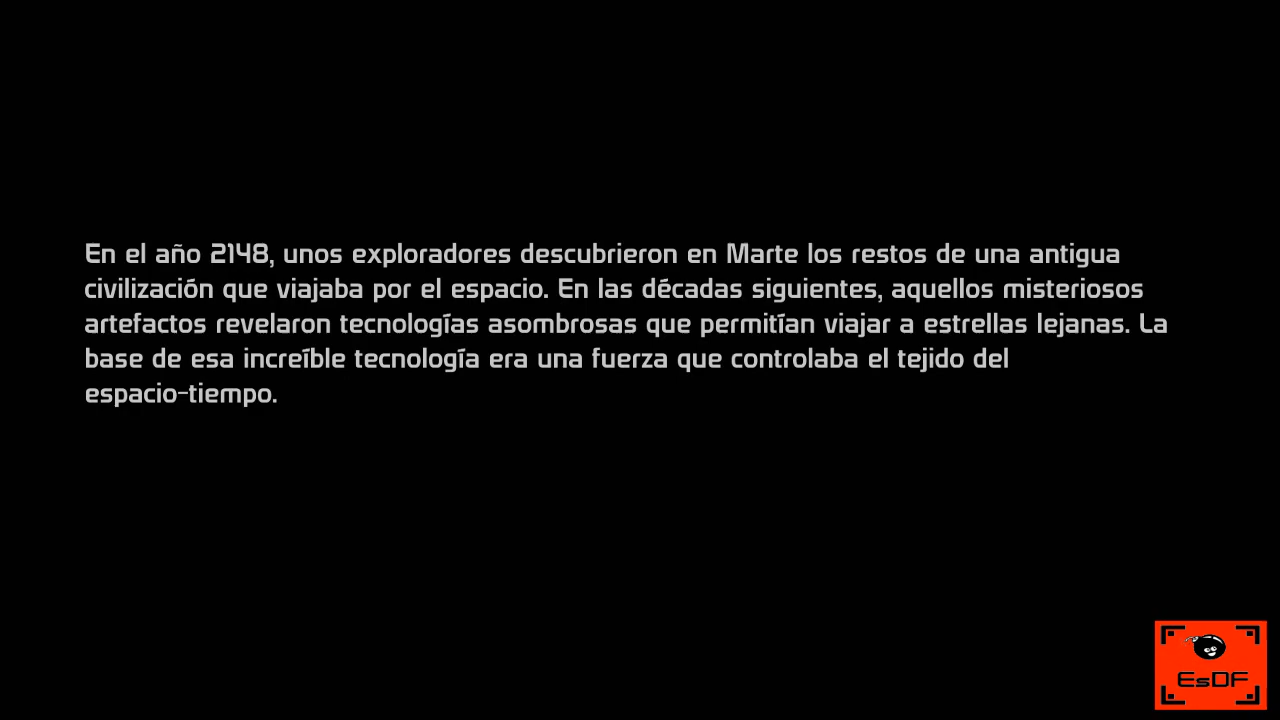 En el año 2148, unos exploradores descubrieron en Marte los restos de una antigua
civilización que viajaba por el espacio. En las décadas siguientes, aquellos misteriosos
artefactos revelaron tecnologías asombrosas que permitían viajar a estrellas lejanas. La
base de esa increíble tecnología era una fuerza que controlaba el tejido del
espacio-tiempo.
EsDF